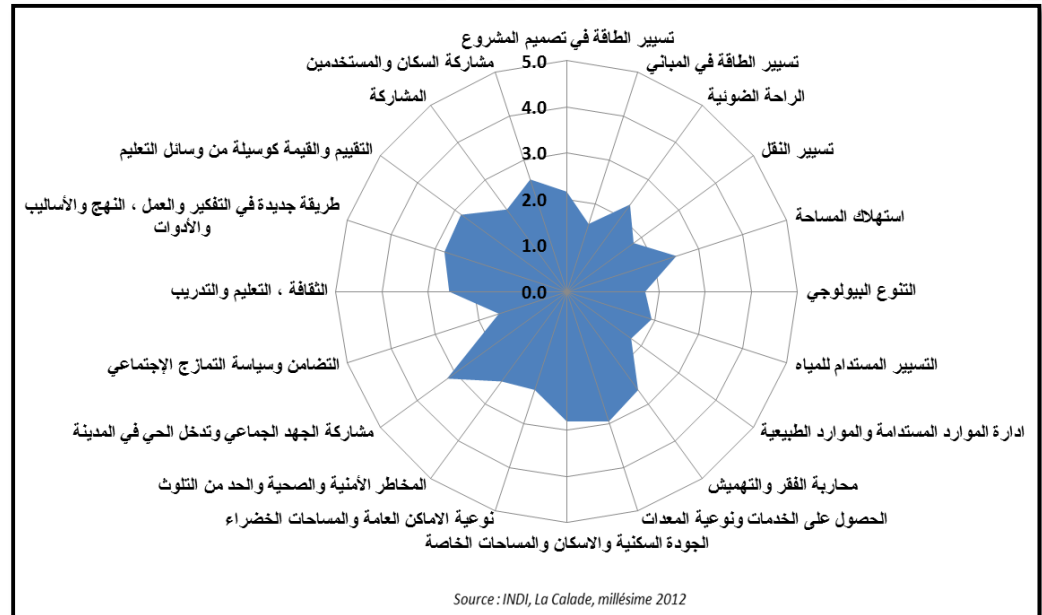 تسيير الطاقة في تصميم المشروع
تسيير الطاقة في المباني
الراحة الضوئية
تسيير النقل
استهلاك المساحة
التنوع البيولوجي
التسيير المستدام للمياه
ادارة الموارد المستدامة والموارد الطبيعية
محاربة الفقر والتهميش
الحصول على الخدمات ونوعية المعدات
الجودة السكنية والاسكان والمساحات الخاصة
نوعية الاماكن العامة والمساحات الخضراء
المخاطر الأمنية والصحية والحد من التلوث
مشاركة الجهد الجماعي وتدخل الحي في المدينة
التضامن وسياسة التمازج الإجتماعي
الثقافة ، التعليم والتدريب
طريقة جديدة في التفكير والعمل ، النهج والأساليب
والأدوات
التقييم والقيمة كوسيلة من وسائل التعليم
المشاركة
مشاركة السكان والمستخدمين
5.0
4.0
3.0
2.0
1.0
0.0
Source : INDI, La Calade, millésime 2012